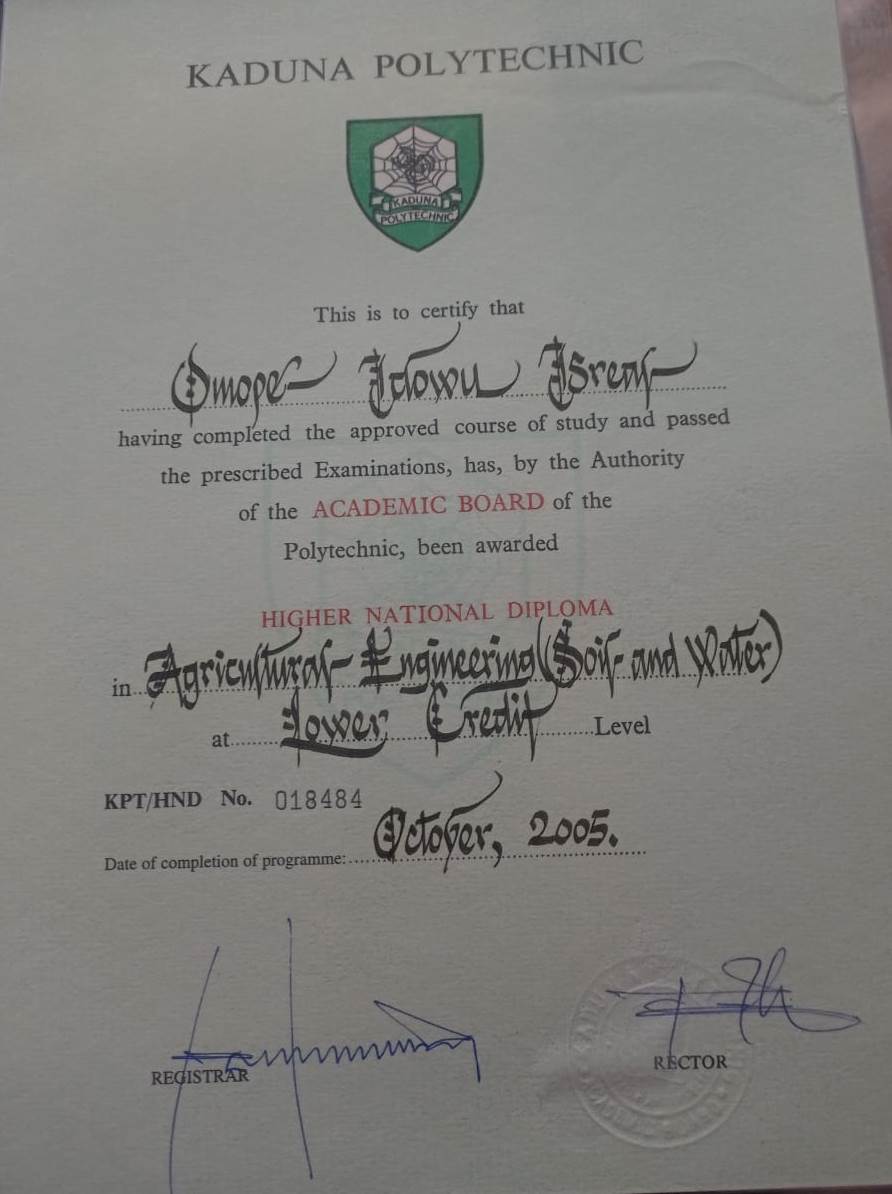 KADUNA POLYTECHNIC
KADUNA
POLYTECHNIC
This is to certify that
Omope Idowu Isreal
having completed the approved course of study and passed
the prescribed Examinations, has, by the Authority
of the ACADEMIC BOARD of the
Polytechnic, been awarded
HIGHER NATIONAL DIPLOMA
in Agricultural Engineering (Soil and Water)
at Lower Credit Level
KPT/HND No. 018484
Date of completion of programme: October, 2005.
REGISTRAR
RECTOR